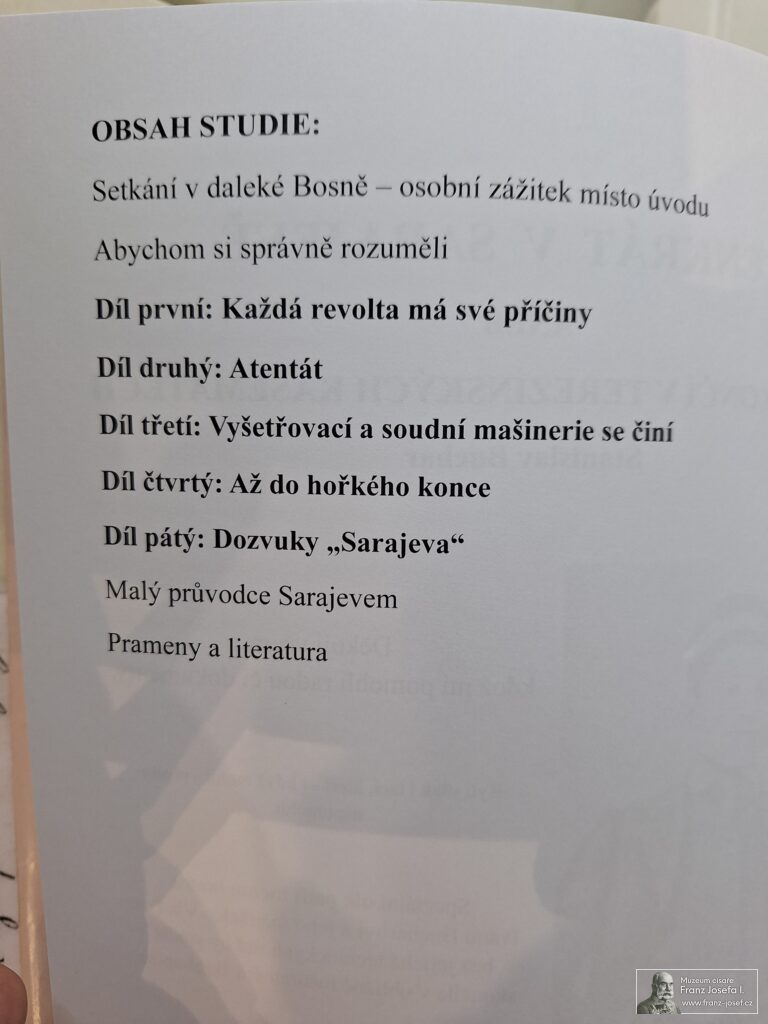 OBSAH STUDIE:
Setkání v daleké Bosně – osobní zážitek místo úvodu
Abychom si správně rozuměli
Díl první: Každá revolta má své příčiny
Díl druhý: Atentát
Díl třetí: Vyšetřovací a soudní mašinerie se činí
Díl čtvrtý: Až do hořkého konce
Díl pátý: Dozvuky „Sarajeva“
Malý průvodce Sarajevem
Prameny a literatura
Muzeum císaře
Franz Josefa I.
www.franz-josef.cz